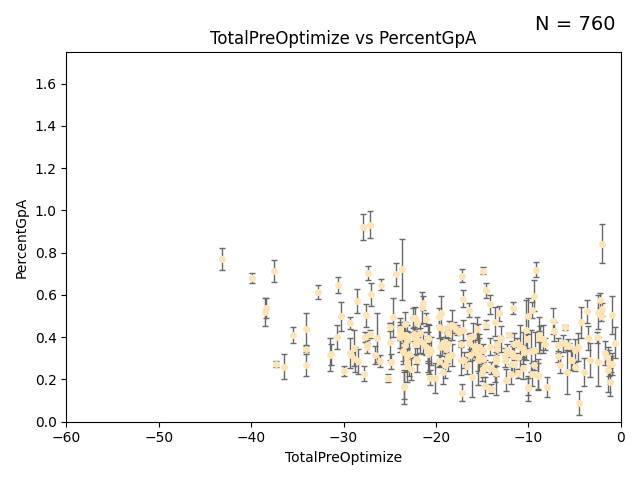 N = 760
TotalPreOptimize vs PercentGpA
1.6
1.4
1.2
1.0
0.8
0.6
0.4
0.2
0.0
PercentGpA
−60 −50 −40 −30 −20 −10 0
TotalPreOptimize